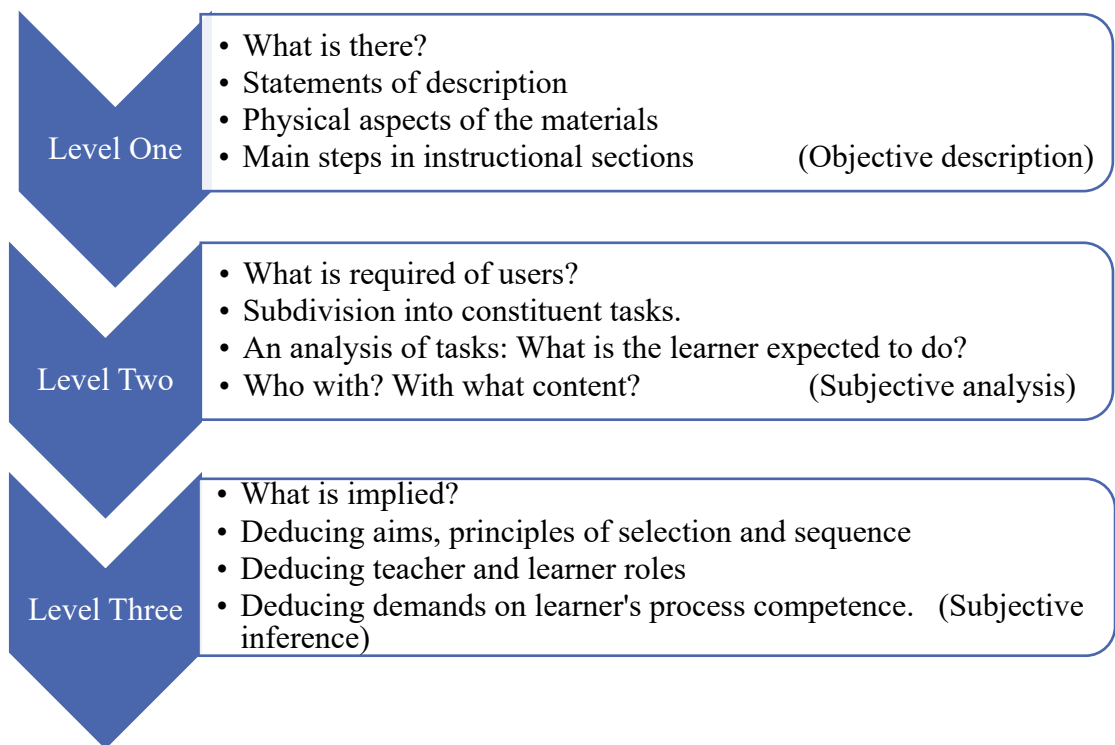 Level One
• What is there?
• Statements of description
• Physical aspects of the materials
• Main steps in instructional sections (Objective description)
Level Two
• What is required of users?
• Subdivision into constituent tasks.
• An analysis of tasks: What is the learner expected to do?
• Who with? With what content? (Subjective analysis)
Level Three
• What is implied?
• Deducing aims, principles of selection and sequence
• Deducing teacher and learner roles
• Deducing demands on learner's process competence. (Subjective
inference)